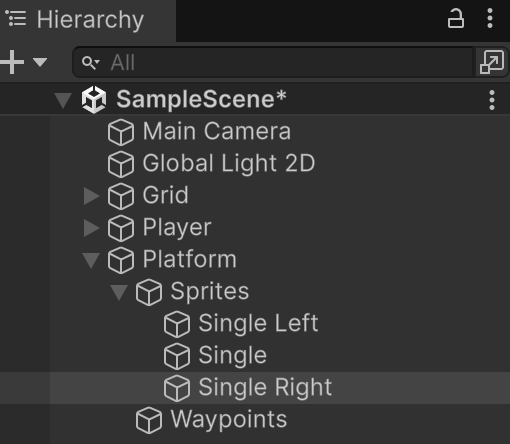 Hierarchy
All
SampleScene*
Main Camera
Global Light 2D
Grid
Player
Platform
Sprites
Single Left
Single
Single Right
Waypoints